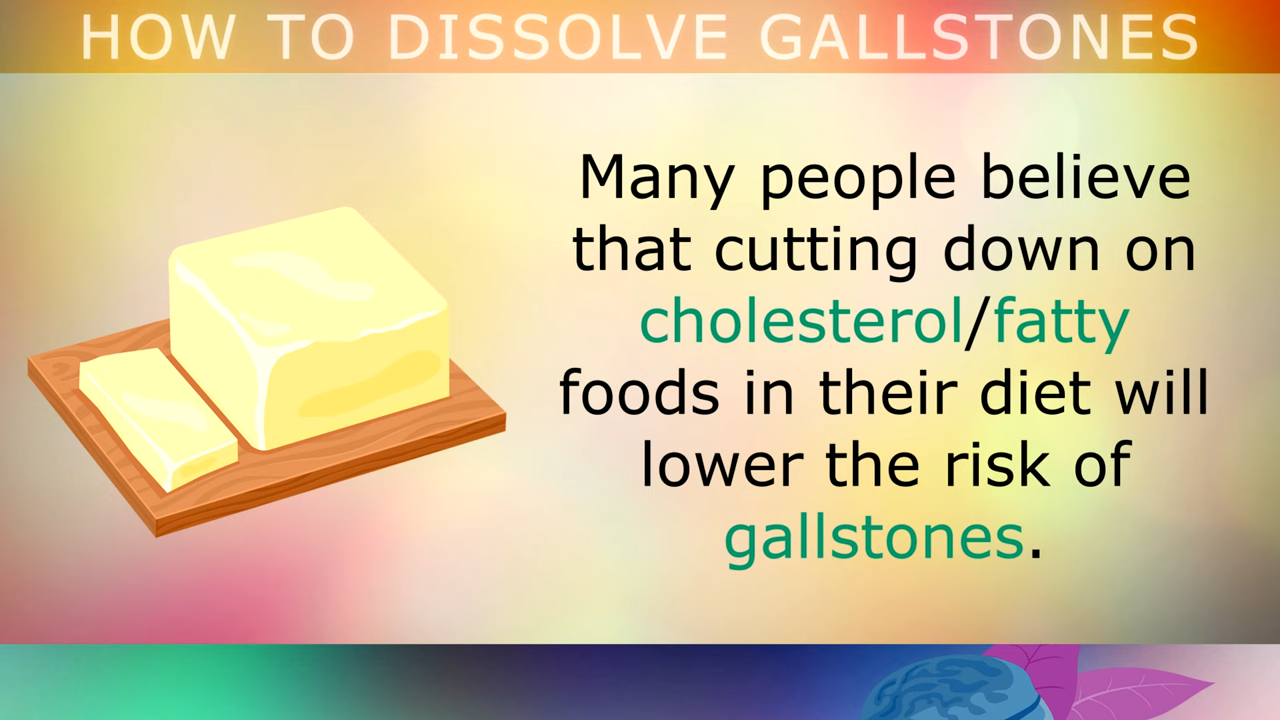 HOW TO DISSOLVE GALLSTONES
Many people believe
that cutting down on
cholesterol/fatty
foods in their diet will
lower the risk of
gallstones.